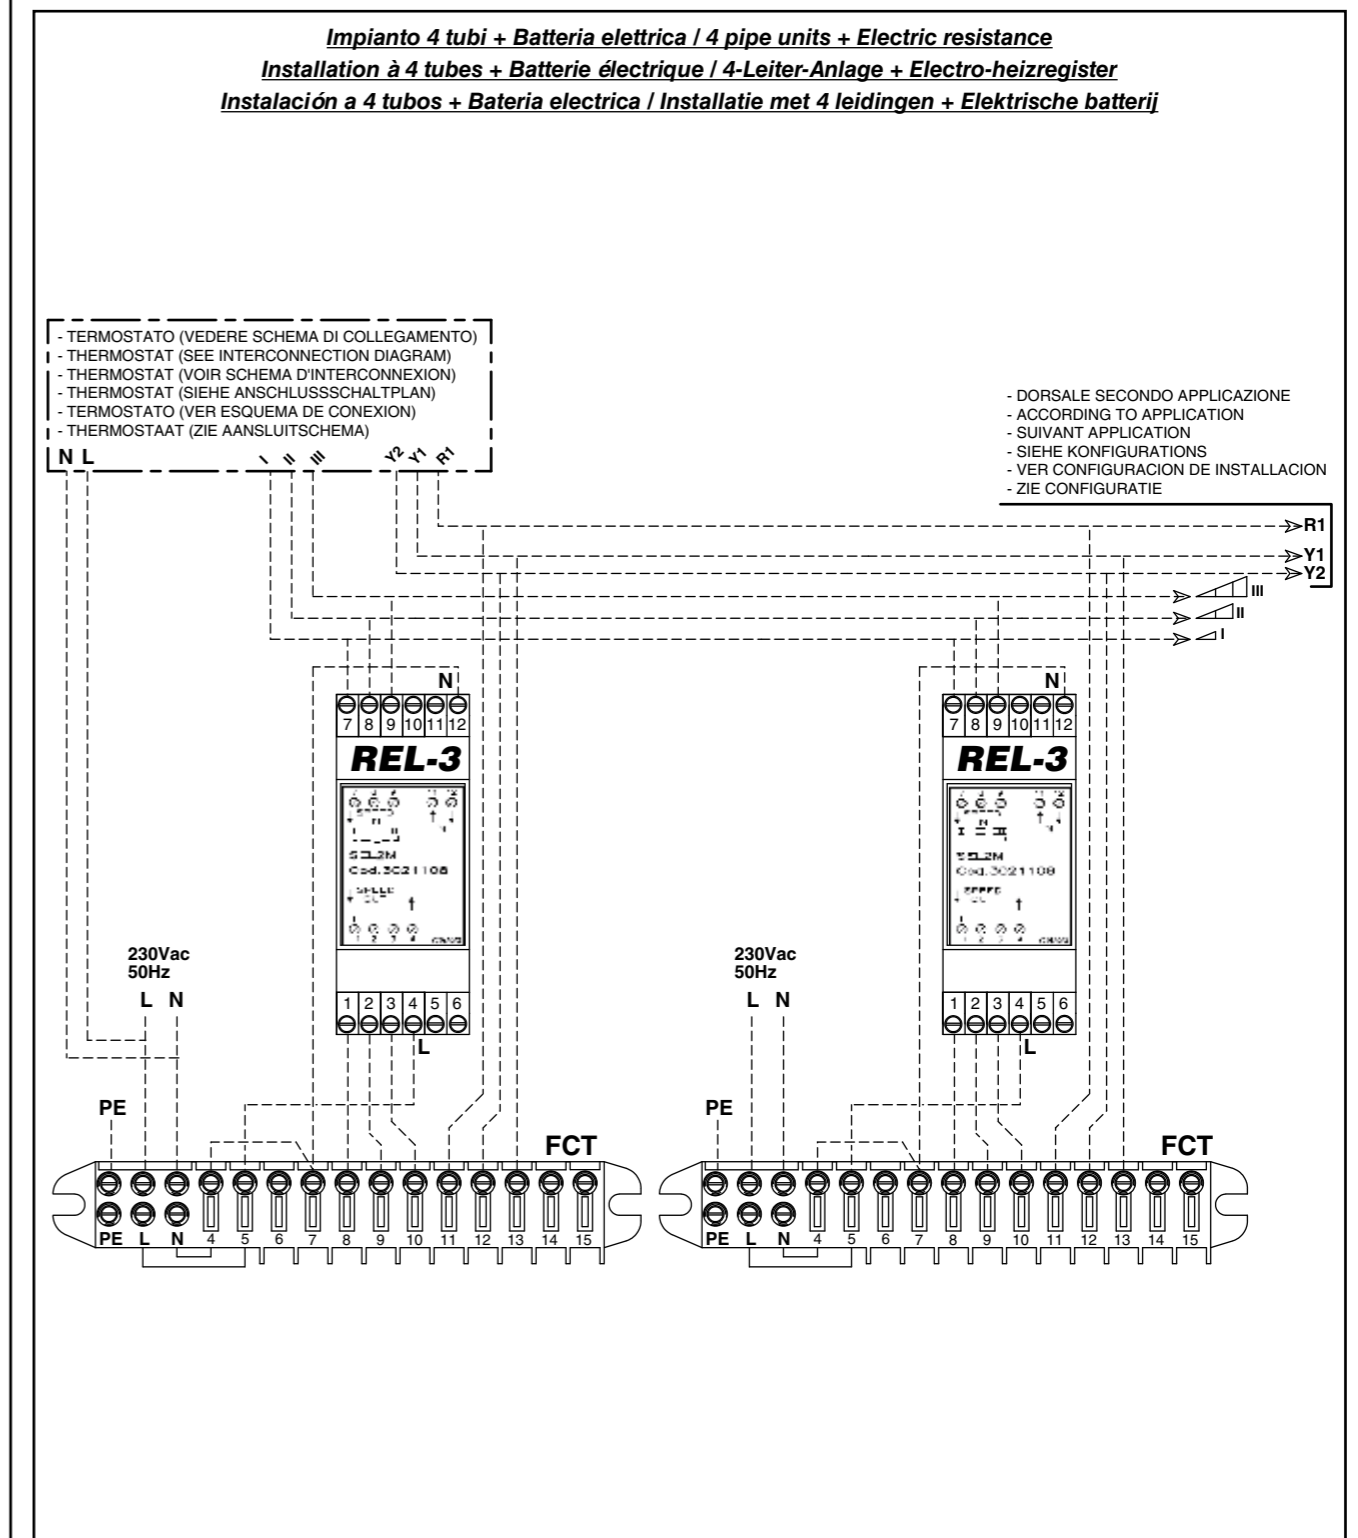 Impianto 4 tubi + Batteria elettrica / 4 pipe units + Electric resistance
Installation à 4 tubes + Batterie électrique / 4-Leiter-Anlage + Electro-heizregister
Instalación a 4 tubos + Bateria electrica / Installatie met 4 leidingen + Elektrische batterij
- TERMOSTATO (VEDERE SCHEMA DI COLLEGAMENTO)
- THERMOSTAT (SEE INTERCONNECTION DIAGRAM)
- THERMOSTAT (VOIR SCHEMA D'INTERCONNEXION)
- THERMOSTAT (SIEHE ANSCHLUSSSCHALTPLAN)
- TERMOSTATO (VER ESQUEMA DE CONEXION)
- THERMOSTAAT (ZIE AANSLUITSCHEMA)
N L I II III Y2 Y1 R1
- DORSALE SECONDO APPLICAZIONE
- ACCORDING TO APPLICATION
- SUIVANT APPLICATION
- SIEHE KONFIGURATIONS
- VER CONFIGURACION DE INSTALLACION
- ZIE CONFIGURATIE
R1
Y1
Y2
III
II
I
N
7 8 9 10 11 12
REL-3
Cod.3021108
1 2 3 4 5 6
L
N
7 8 9 10 11 12
REL-3
Cod.3021108
1 2 3 4 5 6
L
230Vac
50Hz
L N
PE
FCT
PE L N 4 5 6 7 8 9 10 11 12 13 14 15
230Vac
50Hz
L N
PE
FCT
PE L N 4 5 6 7 8 9 10 11 12 13 14 15